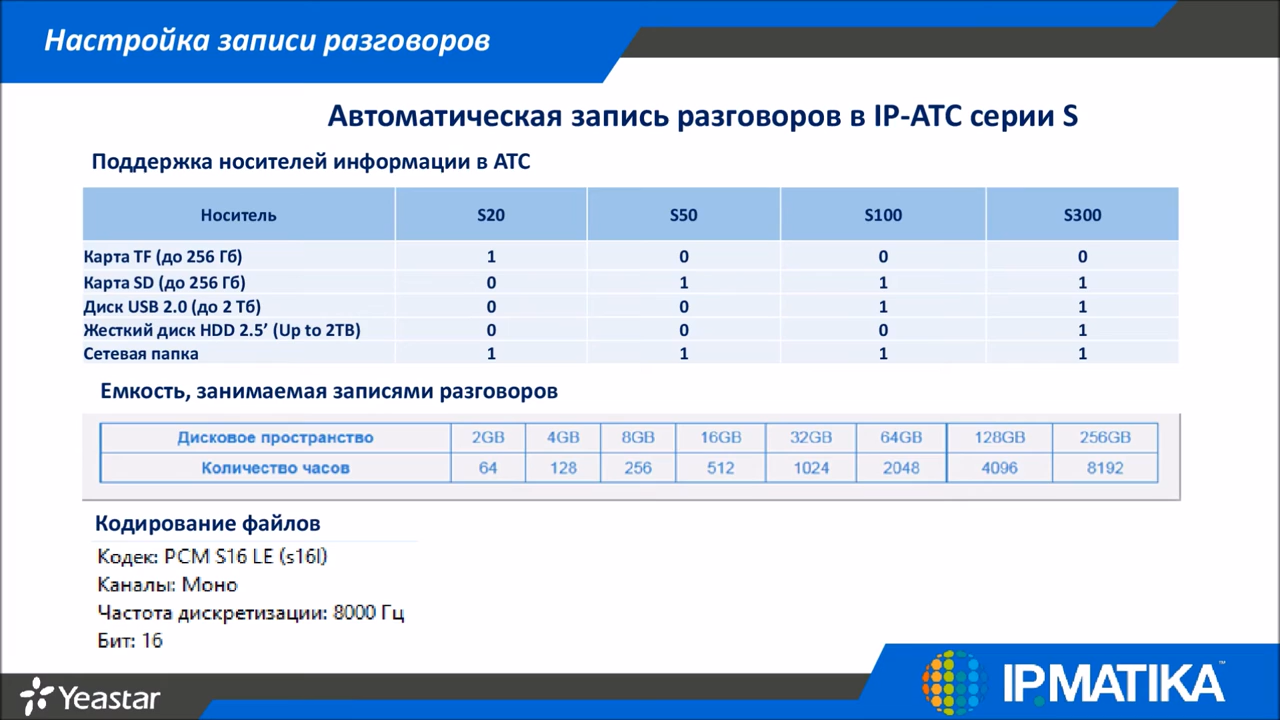 Настройка записи разговоров
Автоматическая запись разговоров в IP-АТС серии S
Поддержка носителей информации в АТС
Носитель S20 S50 S100 S300
Карта TF (до 256 Гб) 1 0 0 0
Карта SD (до 256 Гб) 0 1 1 1
Диск USB 2.0 (до 2 Тб) 0 0 1 1
Жесткий диск HDD 2.5’ (Up to 2TB) 0 0 0 1
Сетевая папка 1 1 1 1
Емкость, занимаемая записями разговоров
Дисковое пространство 2GB 4GB 8GB 16GB 32GB 64GB 128GB 256GB
Количество часов 64 128 256 512 1024 2048 4096 8192
Кодирование файлов
Кодек: PCM S16 LE (s16l)
Каналы: Моно
Частота дискретизации: 8000 Гц
Бит: 16
Yeastar
IPMATIKA™